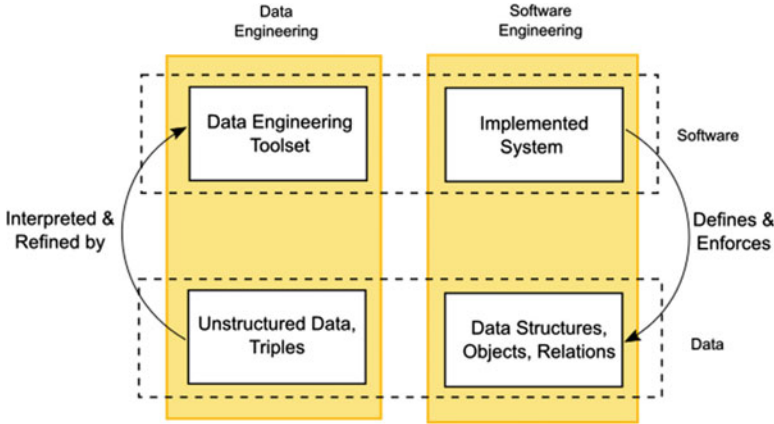 Data
Engineering
Software
Engineering
Data Engineering
Toolset
Implemented
System
Software
Interpreted &
Refined by
Defines &
Enforces
Unstructured Data,
Triples
Data Structures,
Objects, Relations
Data